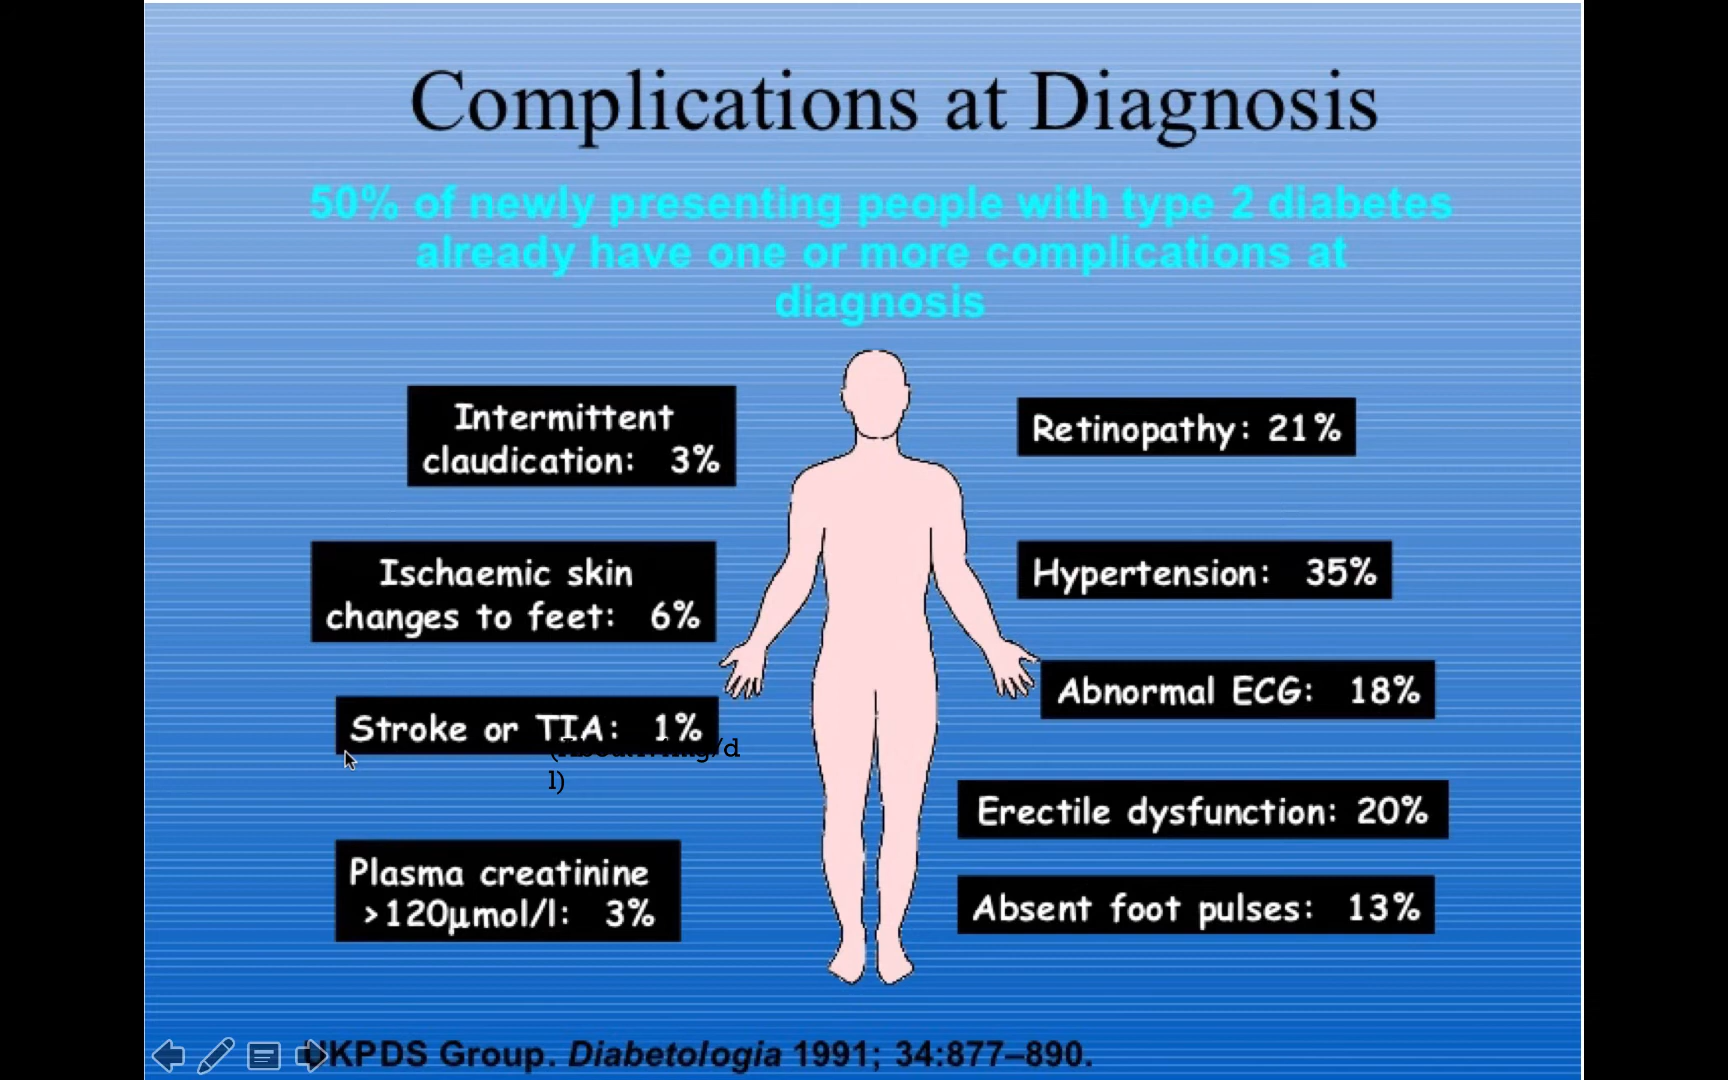 Complications at Diagnosis
50% of newly presenting people with type 2 diabetes
already have one or more complications at
diagnosis
Intermittent
claudication: 3%
Retinopathy: 21%
Ischaemic skin
changes to feet: 6%
Hypertension: 35%
Stroke or TIA: 1%
/d
l)
Abnormal ECG: 18%
Erectile dysfunction: 20%
Plasma creatinine
>120μmol/l: 3%
Absent foot pulses: 13%
UKPDS Group. Diabetologia 1991; 34:877–890.